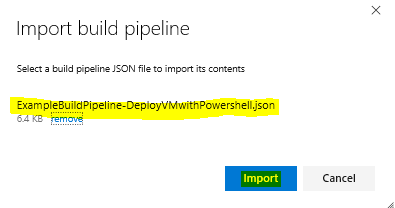 Import build pipeline
Select a build pipeline JSON file to import its contents
ExampleBuildPipeline-DeployVMwithPowershell.json
6.4 KB remove
Import Cancel